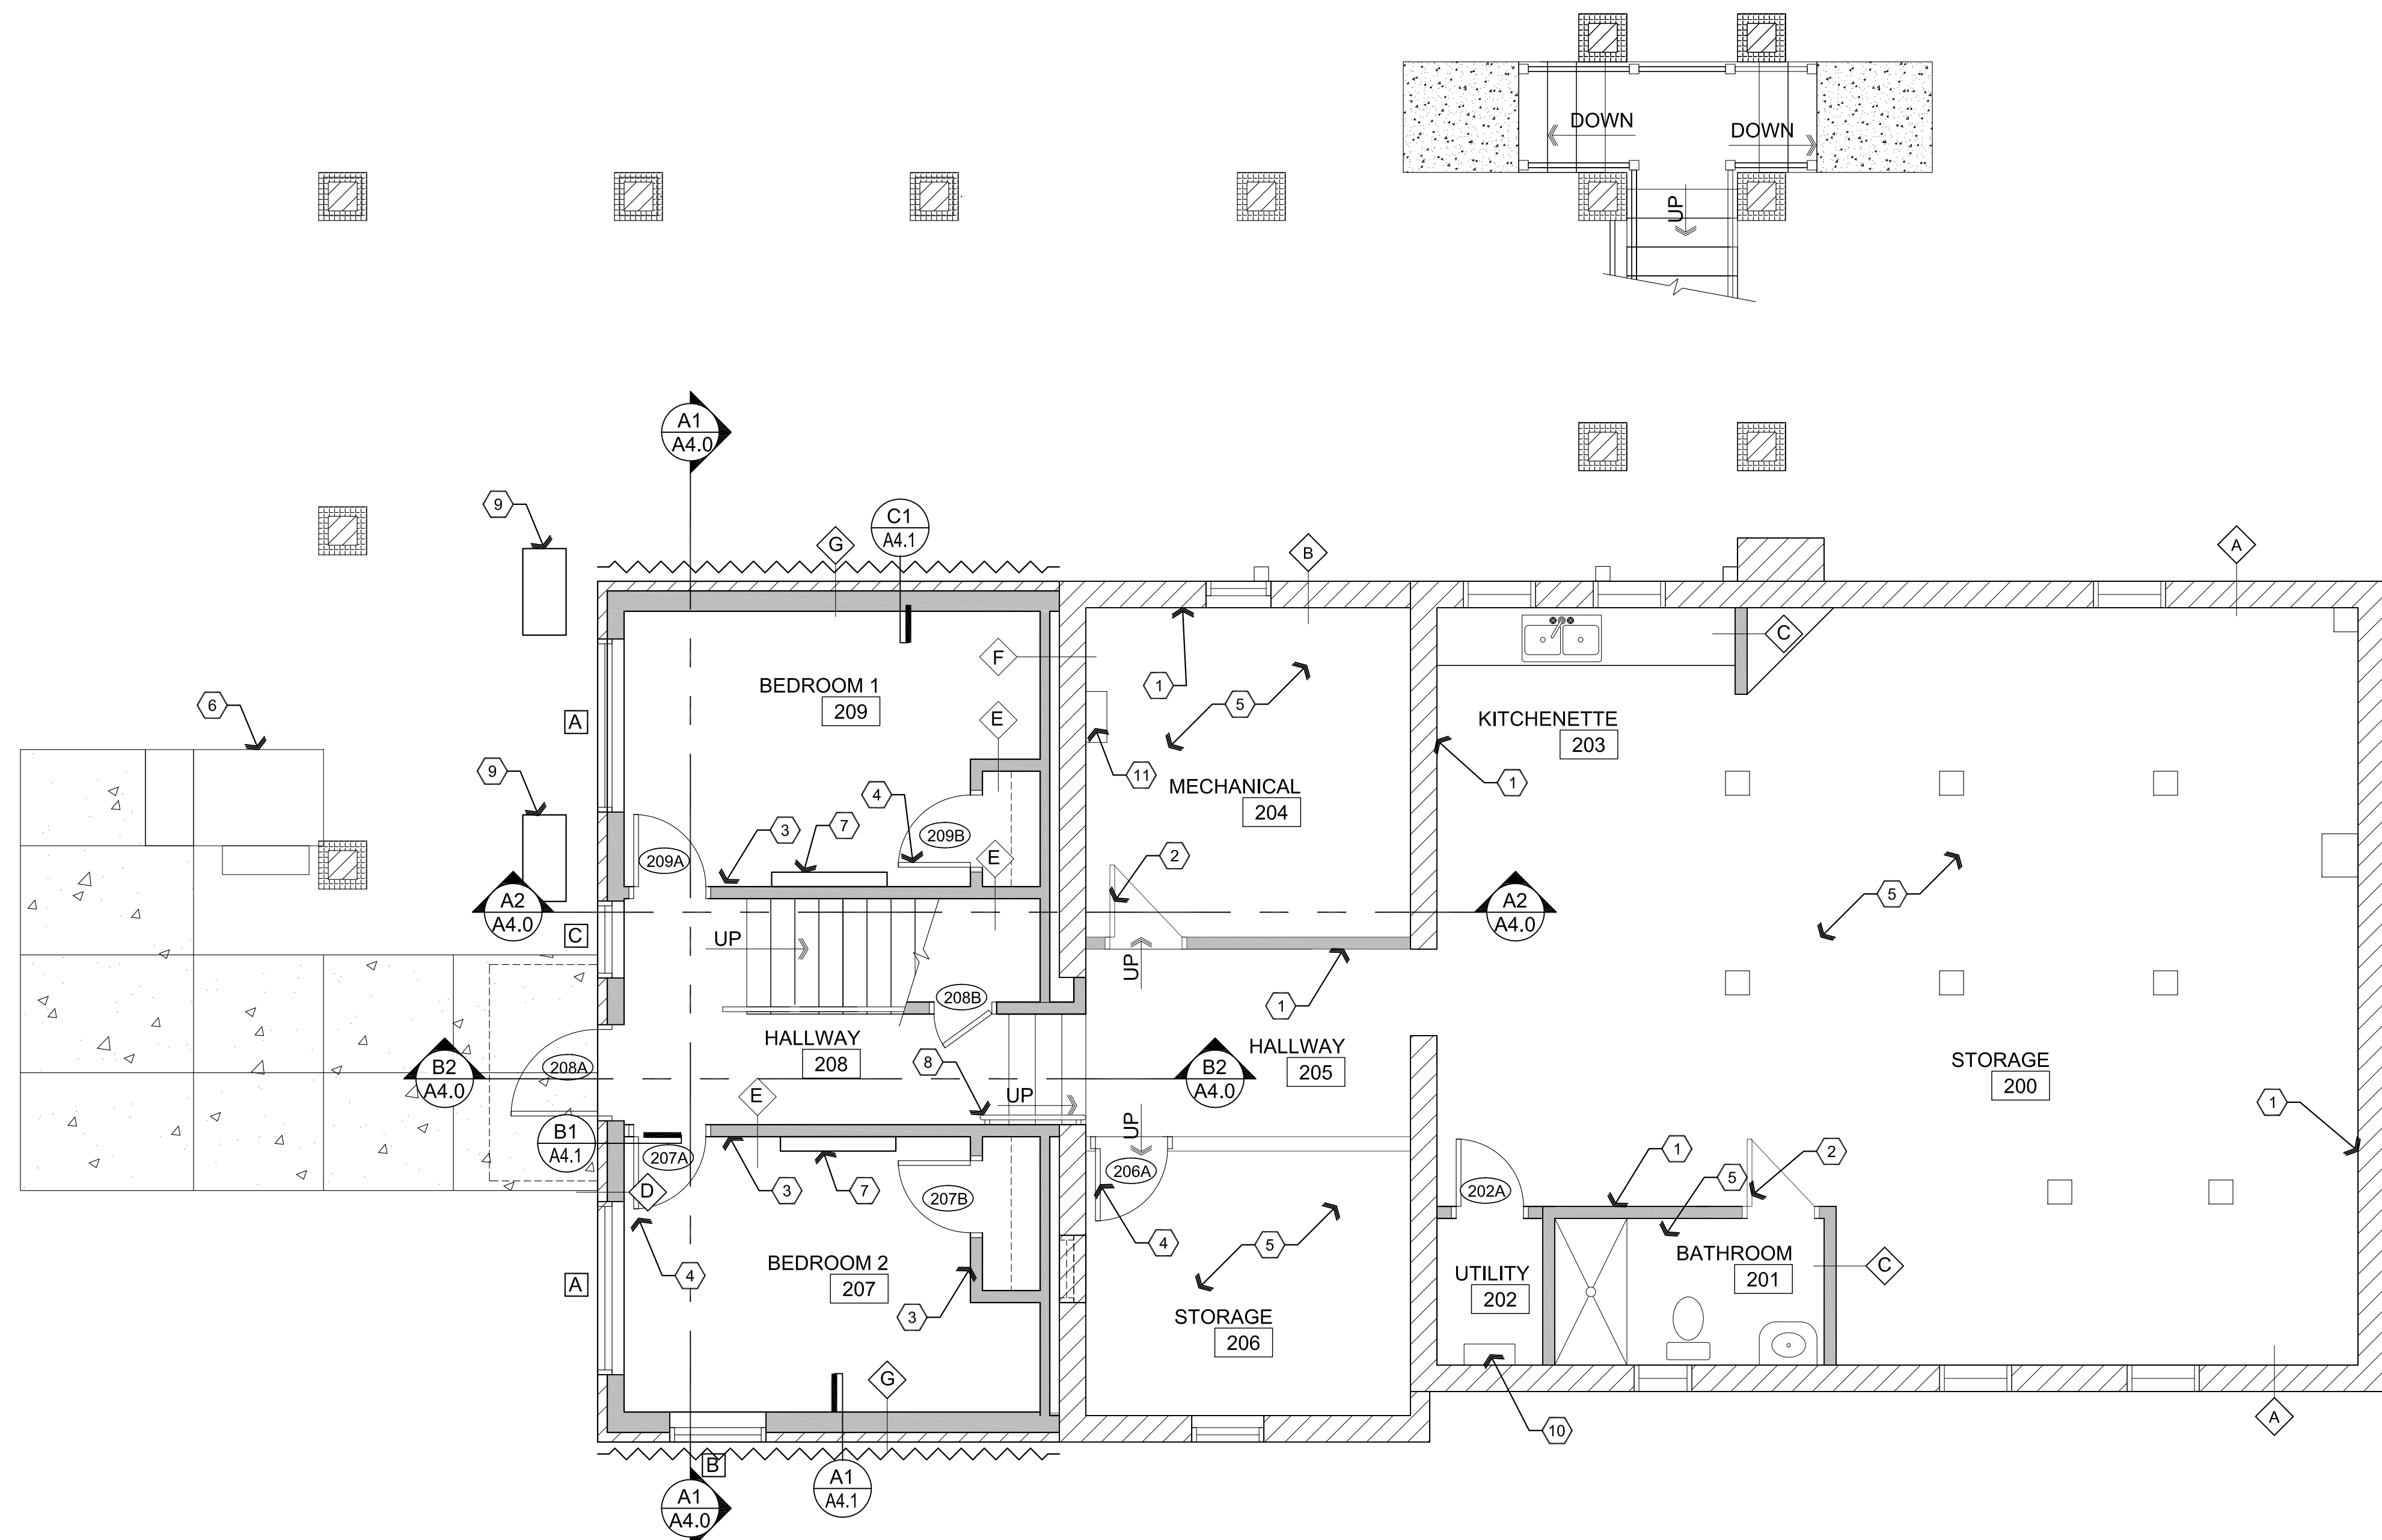 DOWN
DOWN
UP
A1
A4.0
9
C1
A4.1
G
B
A
F
C
BEDROOM 1
209
1
5
E
KITCHENETTE
203
6
A
9
11
1
MECHANICAL
204
4
7
3
209B
209A
E
2
5
A2
A4.0
A2
A4.0
C
UP
UP
208B
1
HALLWAY
208
8
HALLWAY
205
STORAGE
200
208A
B2
A4.0
B2
A4.0
E
UP
UP
1
B1
A4.1
207A
1
2
206A
5
D
3
7
207B
202A
4
5
BEDROOM 2
207
BATHROOM
201
C
4
A
UTILITY
202
3
STORAGE
206
G
A
10
B
A1
A4.1
A1
A4.0